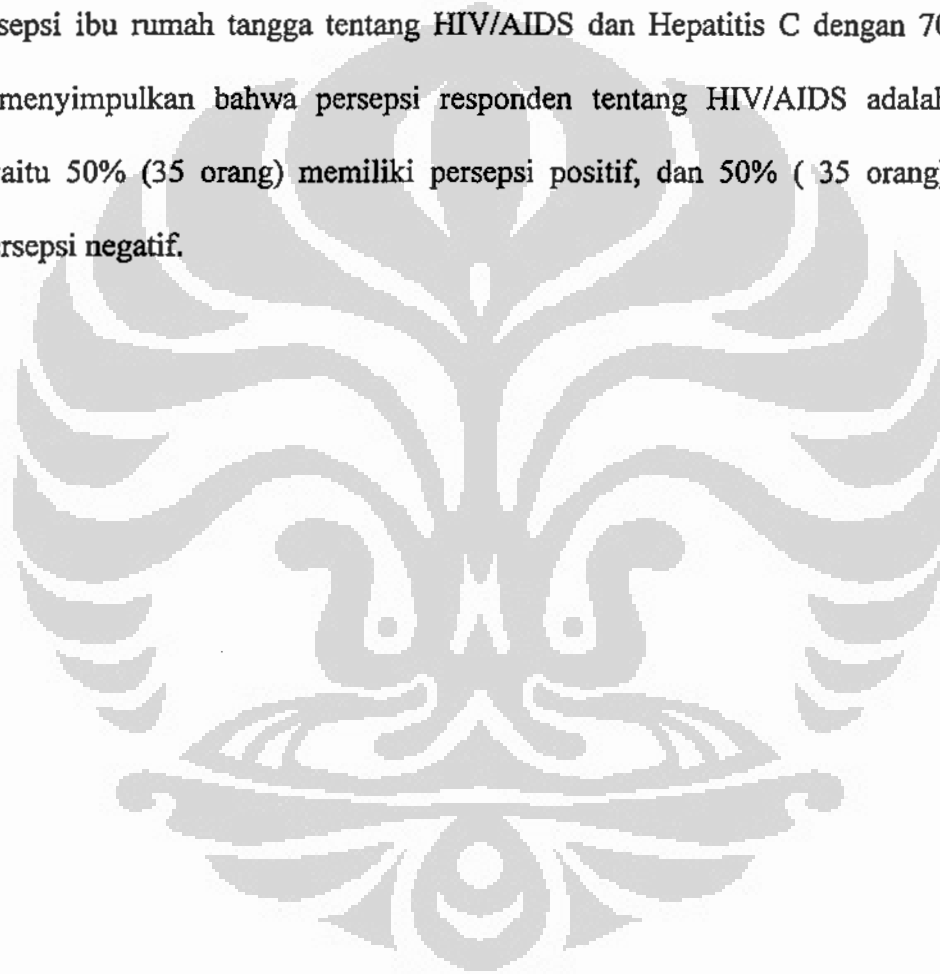 sepsi ibu rumah tangga tentang HIV/AIDS dan Hepatitis C dengan 70
menyimpulkan bahwa persepsi responden tentang HIV/AIDS adalah
aitu 50% (35 orang) memiliki persepsi positif, dan 50% ( 35 orang)
rsepsi negatif.